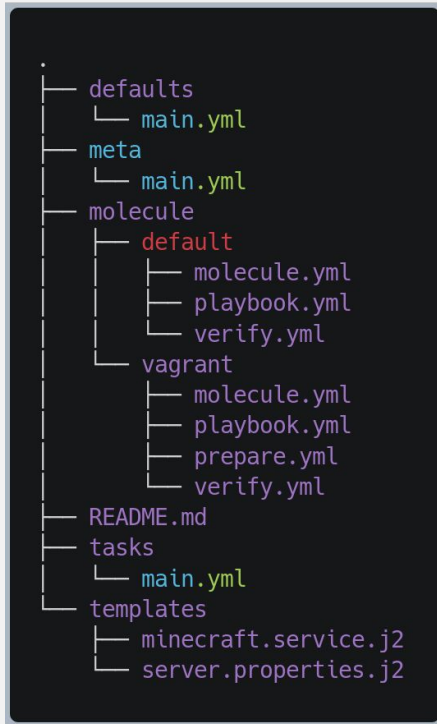 .
├── defaults
│   └── main.yml
├── meta
│   └── main.yml
├── molecule
│   ├── default
│   │   ├── molecule.yml
│   │   ├── playbook.yml
│   │   └── verify.yml
│   └── vagrant
│       ├── molecule.yml
│       ├── playbook.yml
│       ├── prepare.yml
│       └── verify.yml
├── README.md
├── tasks
│   └── main.yml
└── templates
    ├── minecraft.service.j2
    └── server.properties.j2